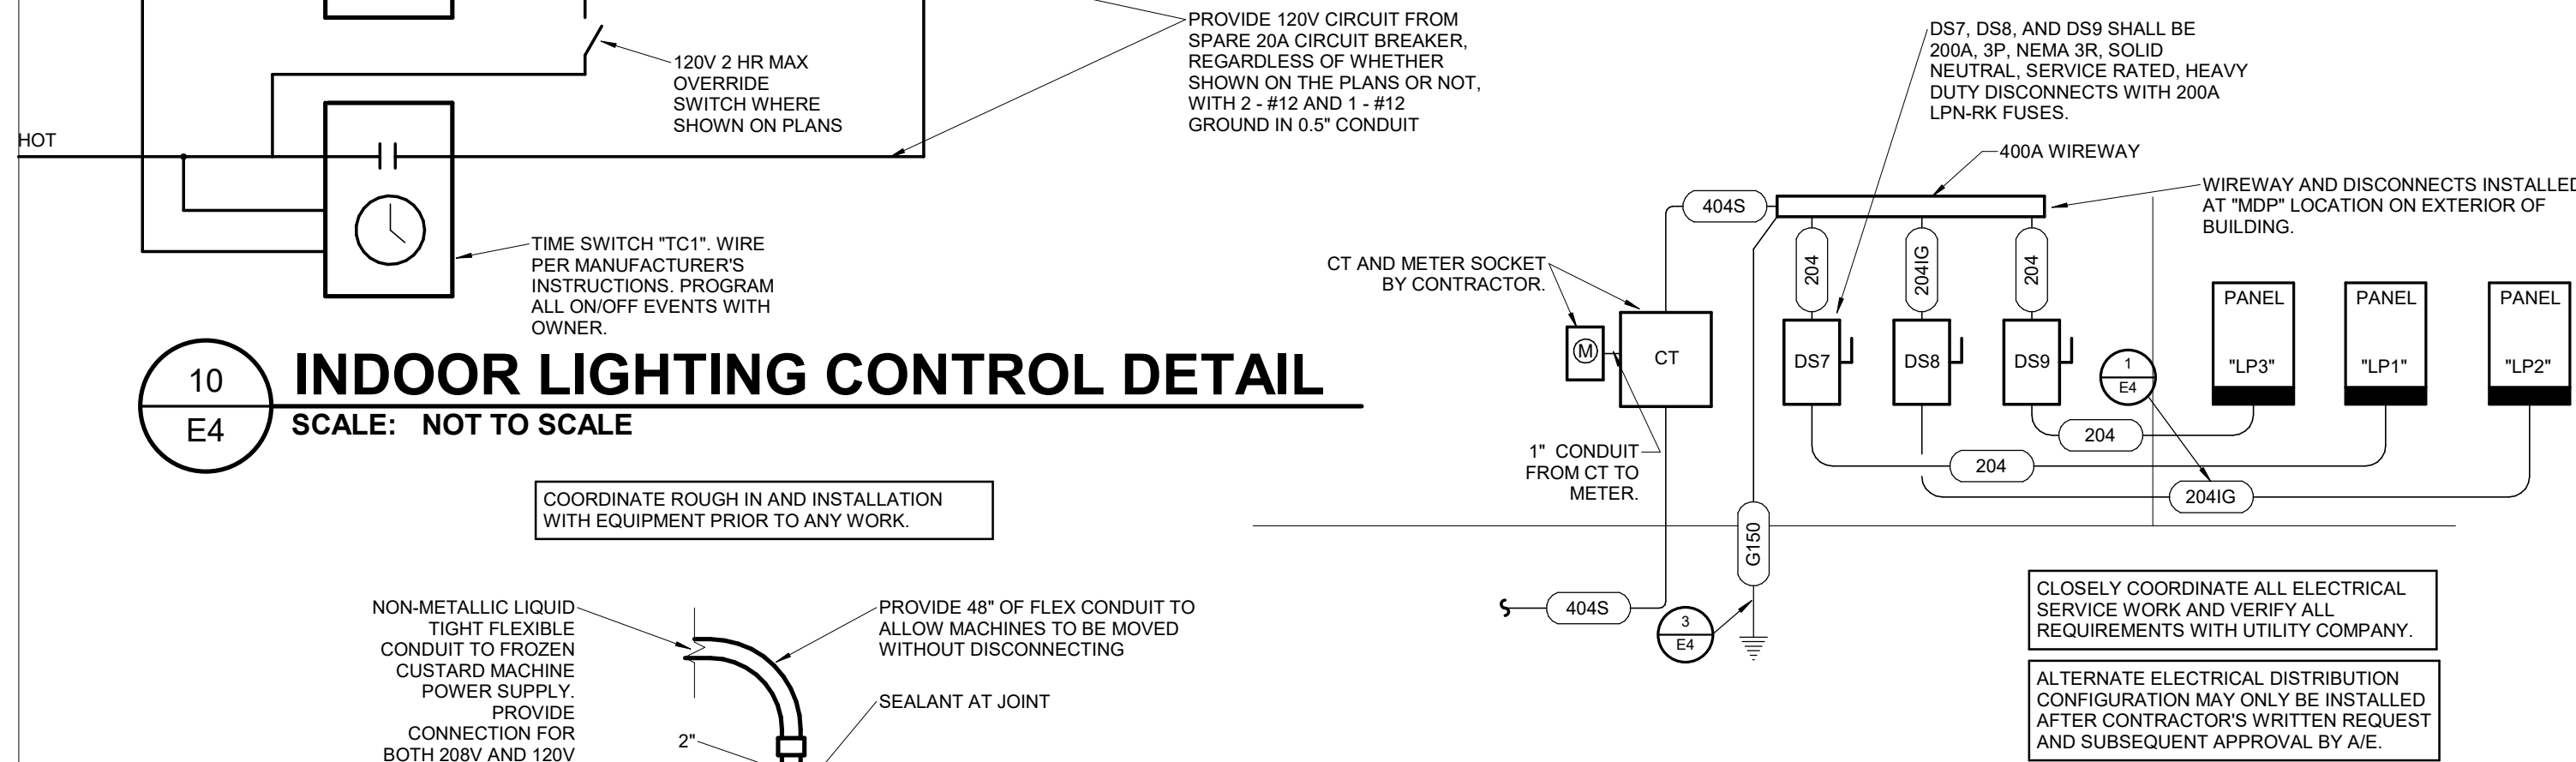 120V 2 HR MAX
OVERRIDE
SWITCH WHERE
SHOWN ON PLANS
HOT
TIME SWITCH "TC1". WIRE
PER MANUFACTURER'S
INSTRUCTIONS. PROGRAM
ALL ON/OFF EVENTS WITH
OWNER.
PROVIDE 120V CIRCUIT FROM
SPARE 20A CIRCUIT BREAKER,
REGARDLESS OF WHETHER
SHOWN ON THE PLANS OR NOT,
WITH 2 - #12 AND 1 - #12
GROUND IN 0.5" CONDUIT
10
E4
INDOOR LIGHTING CONTROL DETAIL
SCALE: NOT TO SCALE
COORDINATE ROUGH IN AND INSTALLATION
WITH EQUIPMENT PRIOR TO ANY WORK.
NON-METALLIC LIQUID
TIGHT FLEXIBLE
CONDUIT TO FROZEN
CUSTARD MACHINE
POWER SUPPLY.
PROVIDE
CONNECTION FOR
BOTH 208V AND 120V
PROVIDE 48" OF FLEX CONDUIT TO
ALLOW MACHINES TO BE MOVED
WITHOUT DISCONNECTING
SEALANT AT JOINT
2"
DS7, DS8, AND DS9 SHALL BE
200A, 3P, NEMA 3R, SOLID
NEUTRAL, SERVICE RATED, HEAVY
DUTY DISCONNECTS WITH 200A
LPN-RK FUSES.
400A WIREWAY
WIREWAY AND DISCONNECTS INSTALLED
AT "MDP" LOCATION ON EXTERIOR OF
BUILDING.
404S
204
204IG
204
CT AND METER SOCKET
BY CONTRACTOR.
M
CT
DS7
DS8
DS9
1
E4
PANEL
"LP3"
PANEL
"LP1"
PANEL
"LP2"
204
204
204IG
1" CONDUIT
FROM CT TO
METER.
G150
404S
3
E4
CLOSELY COORDINATE ALL ELECTRICAL
SERVICE WORK AND VERIFY ALL
REQUIREMENTS WITH UTILITY COMPANY.
ALTERNATE ELECTRICAL DISTRIBUTION
CONFIGURATION MAY ONLY BE INSTALLED
AFTER CONTRACTOR'S WRITTEN REQUEST
AND SUBSEQUENT APPROVAL BY A/E.